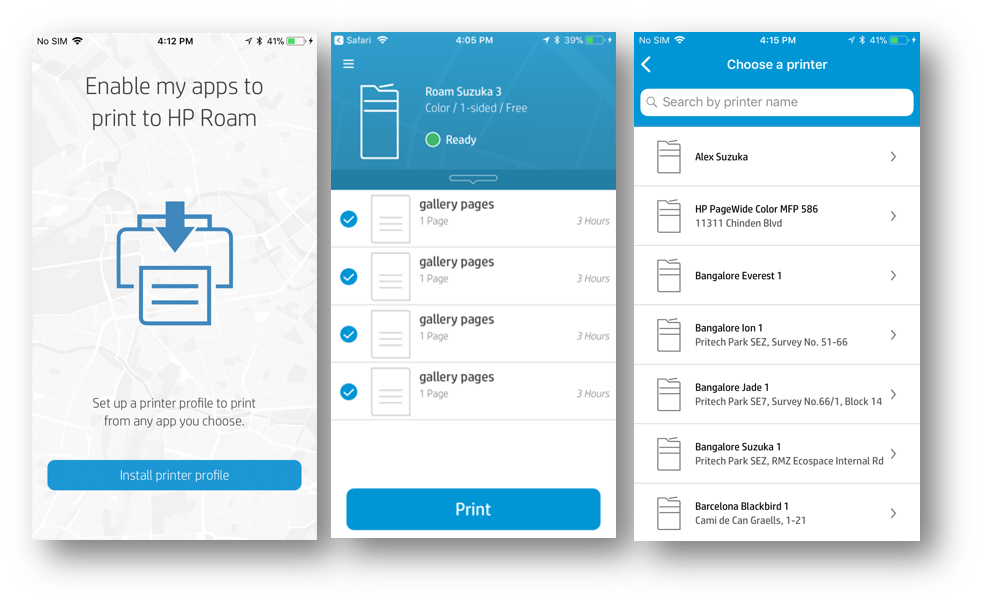 No SIM 4:12 PM 41%
Enable my apps to
print to HP Roam
Set up a printer profile to print
from any app you choose.
Install printer profile
Safari 4:05 PM 39%
Roam Suzuka 3
Color / 1-sided / Free
Ready
gallery pages
1 Page 3 Hours
gallery pages
1 Page 3 Hours
gallery pages
1 Page 3 Hours
gallery pages
1 Page 3 Hours
Print
No SIM 4:15 PM 41%
Choose a printer
Search by printer name
Alex Suzuka
HP PageWide Color MFP 586
11311 Chinden Blvd
Bangalore Everest 1
Bangalore Ion 1
Pritech Park SEZ, Survey No. 51-66
Bangalore Jade 1
Pritech Park SE7, Survey No.66/1, Block 14
Bangalore Suzuka 1
Pritech Park SEZ, RMZ Ecospace Internal Rd
Barcelona Blackbird 1
Cami de Can Graells, 1-21